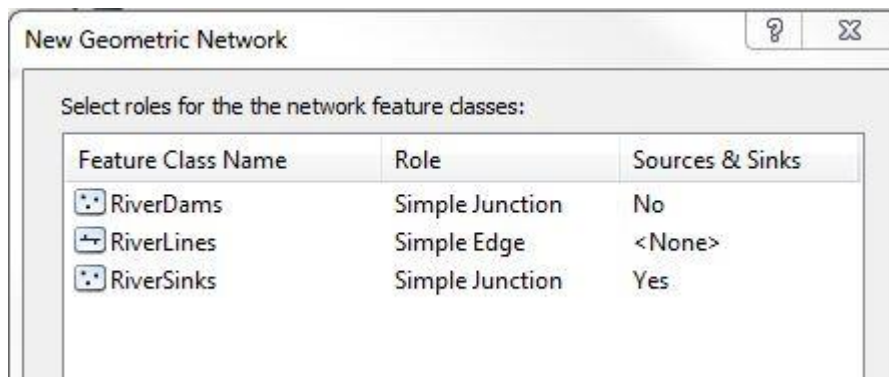 New Geometric Network ?
Select roles for the the network feature classes:
Feature Class Name Role Sources & Sinks
RiverDams Simple Junction No
RiverLines Simple Edge <None>
RiverSinks Simple Junction Yes